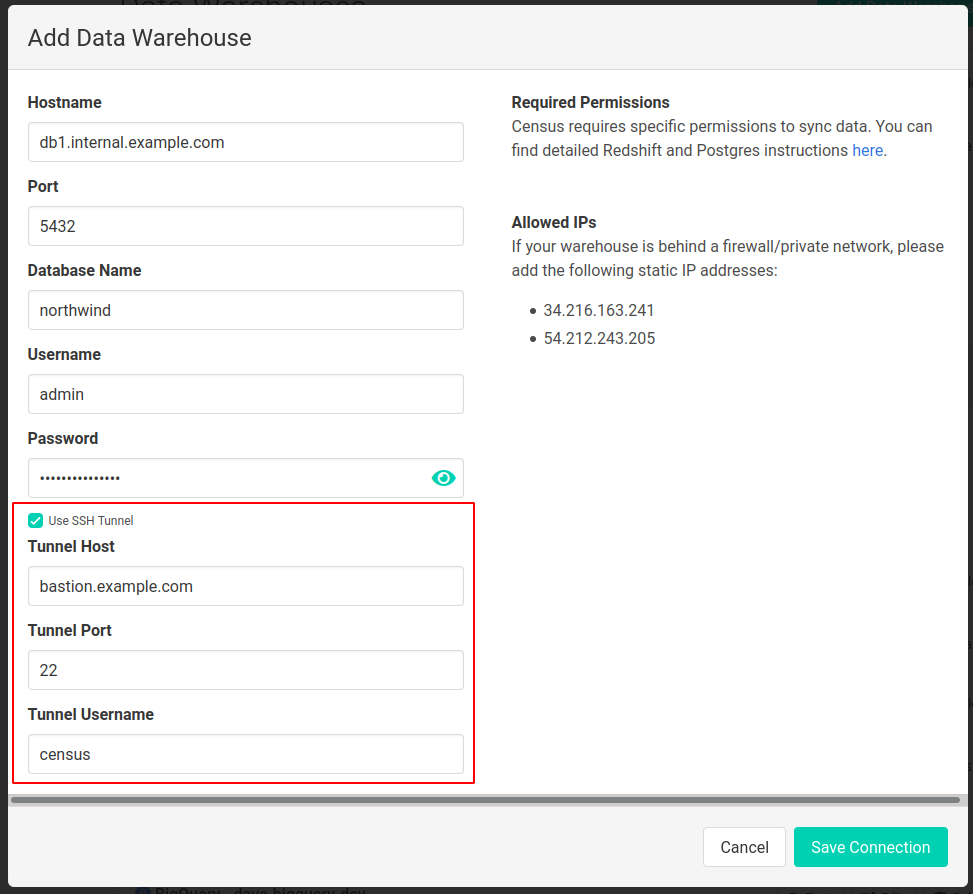 Add Data Warehouse
Hostname
db1.internal.example.com
Port
5432
Database Name
northwind
Username
admin
Password
•••••••••••••••
Use SSH Tunnel
Tunnel Host
bastion.example.com
Tunnel Port
22
Tunnel Username
census
Required Permissions
Census requires specific permissions to sync data. You can
find detailed Redshift and Postgres instructions here.
Allowed IPs
If your warehouse is behind a firewall/private network, please
add the following static IP addresses:
• 34.216.163.241
• 54.212.243.205
Cancel
Save Connection